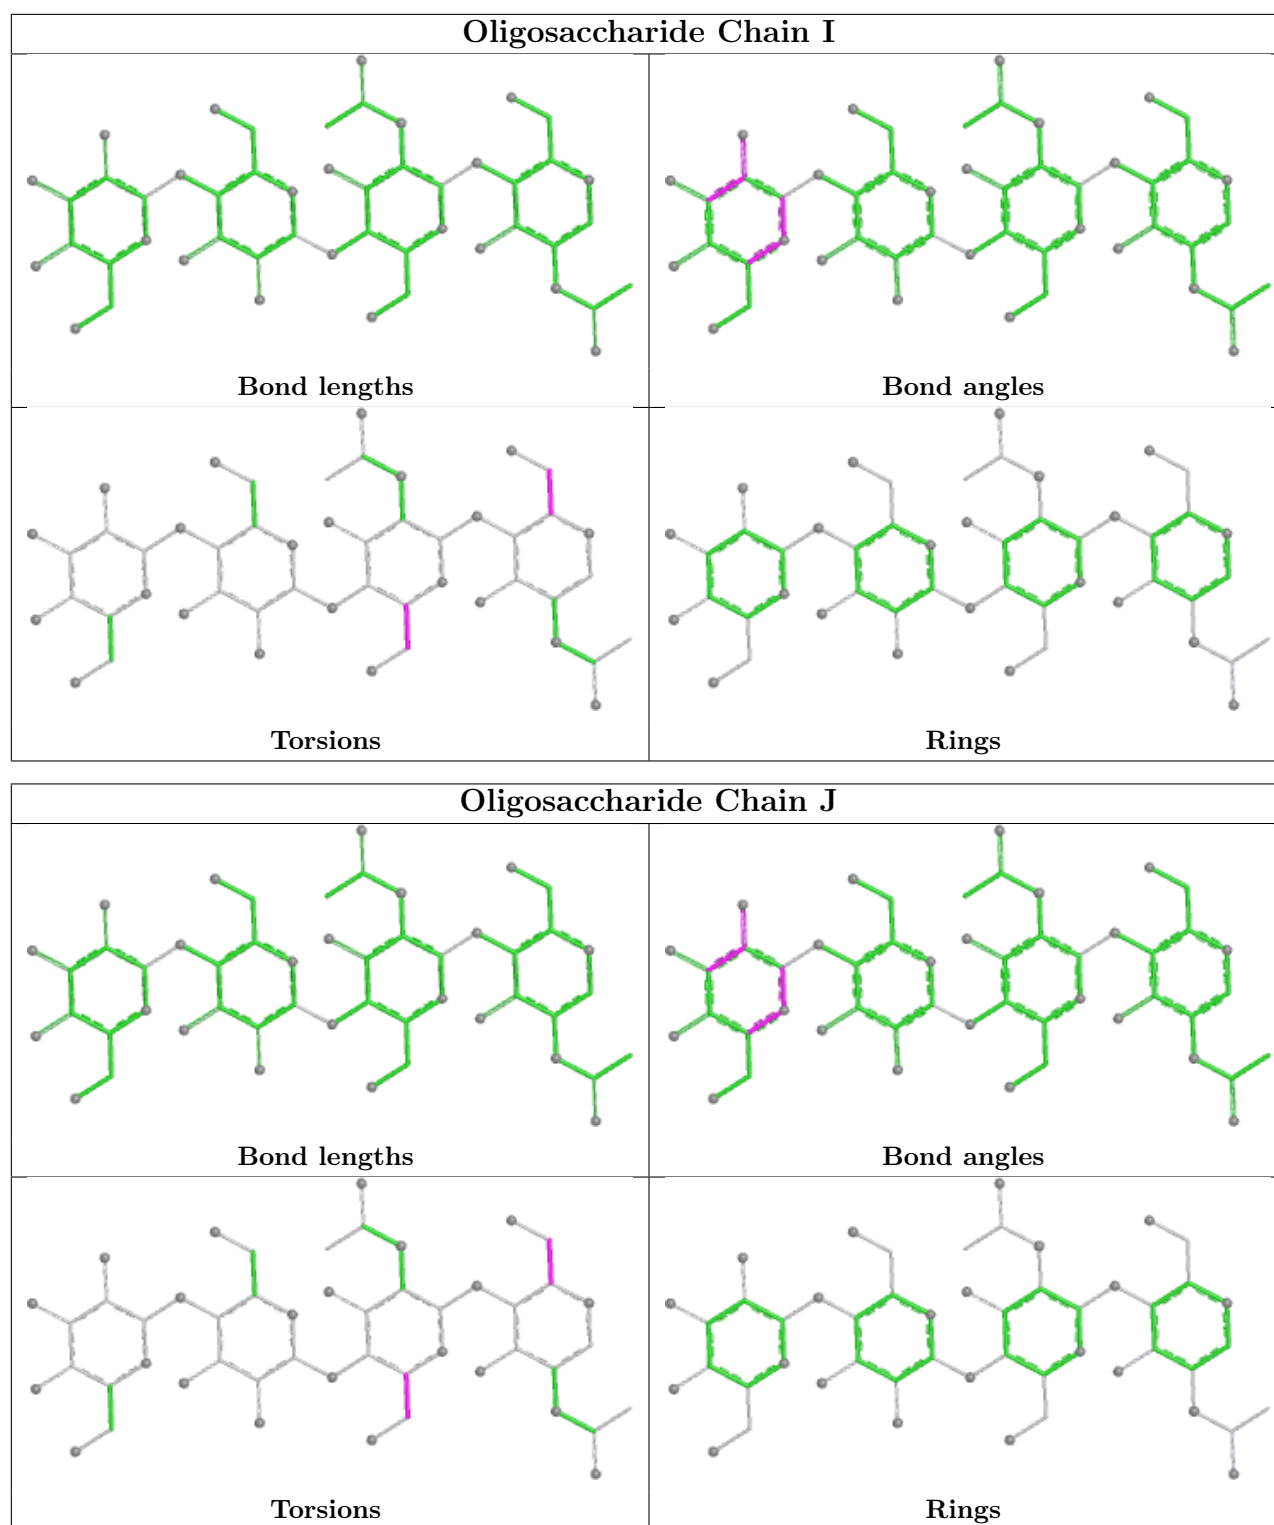 Oligosaccharide Chain I
Bond lengths
Bond angles
Torsions
Rings
Oligosaccharide Chain J
Bond lengths
Bond angles
Torsions
Rings